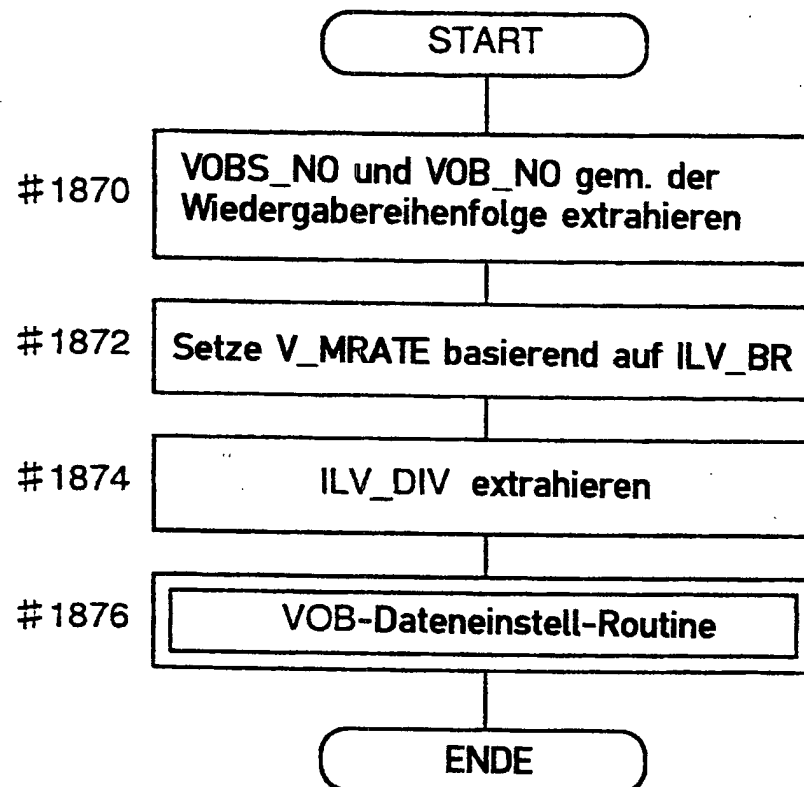 START
#1870
VOBS_NO und VOB_NO gem. der
Wiedergabereihenfolge extrahieren
#1872
Setze V_MRATE basierend auf ILV_BR
#1874
ILV_DIV extrahieren
#1876
VOB-Dateneinstell-Routine
ENDE